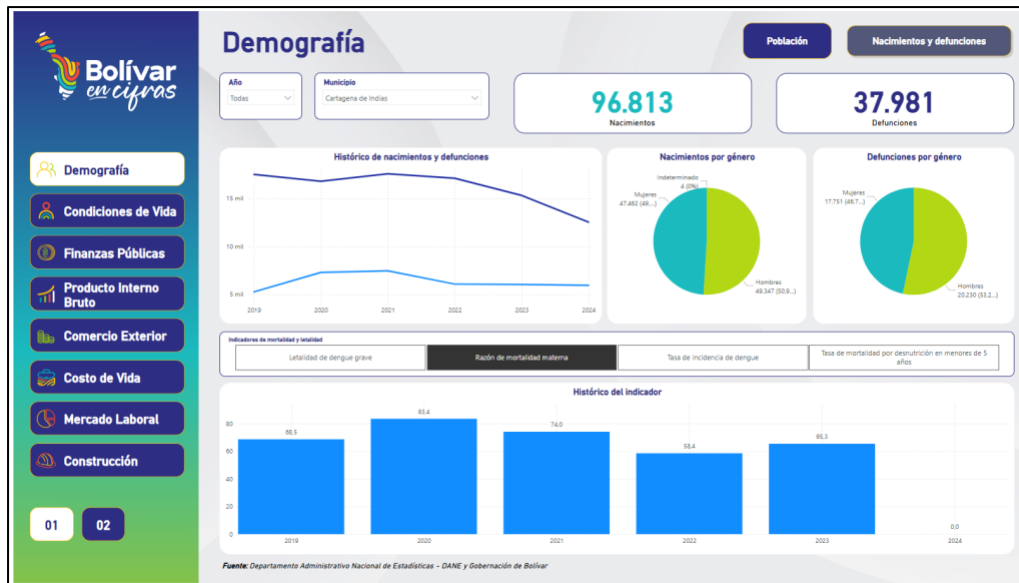 Bolívar
en cifras
Demografía
Condiciones de Vida
Finanzas Públicas
Producto Interno
Bruto
Comercio Exterior
Costo de Vida
Mercado Laboral
Construcción
01 02
Demografía
Población
Nacimientos y defunciones
Año
Todas
Municipio
Cartagena de Indias
96.813
Nacimientos
37.981
Defunciones
Histórico de nacimientos y defunciones
15 mil
10 mil
5 mil
2019 2020 2021 2022 2023 2024
Nacimientos por género
Indeterminado
4 (0%)
Mujeres
47.462 (49,...)
Hombres
49.347 (50,9...)
Defunciones por género
Mujeres
17.751 (46,7...)
Hombres
20.230 (53,2...)
Indicadores de mortalidad y letalidad
Letalidad de dengue grave
Razón de mortalidad materna
Tasa de incidencia de dengue
Tasa de mortalidad por desnutrición en menores de 5
años
Histórico del indicador
80
60
40
20
0
68,5
83,4
74,0
58,4
65,3
0,0
2019 2020 2021 2022 2023 2024
Fuente: Departamento Administrativo Nacional de Estadísticas - DANE y Gobernación de Bolívar